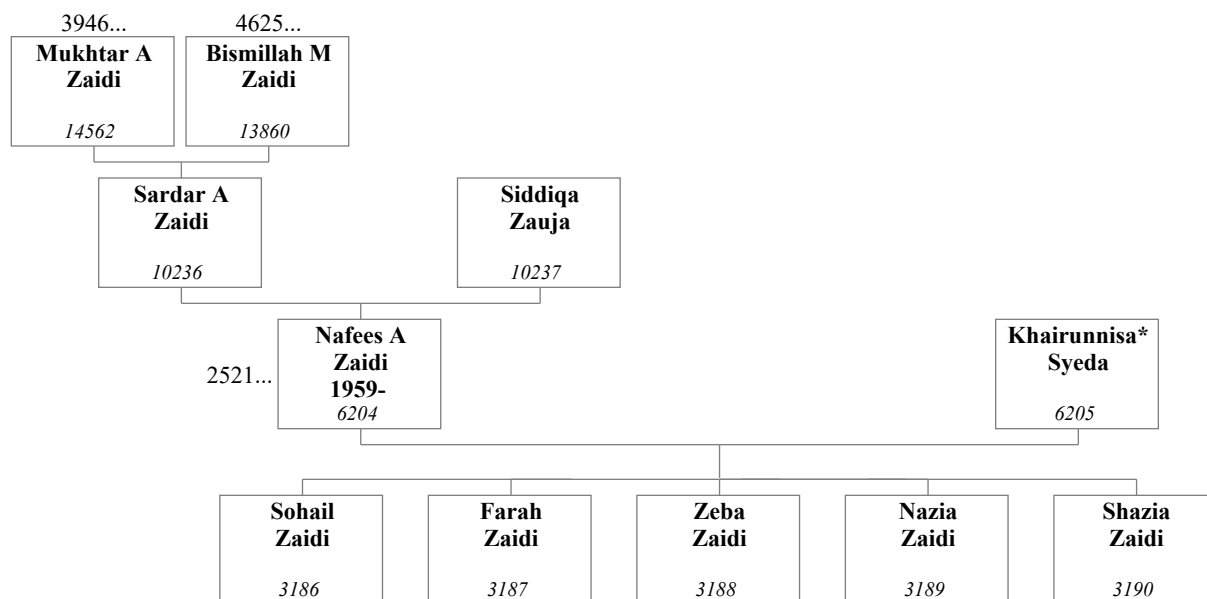 3946... 4625...
Mukhtar A
Zaidi
14562
Bismillah M
Zaidi
13860
Sardar A
Zaidi
10236
Siddiqa
Zauja
10237
2521...
Nafees A
Zaidi
1959-
6204
Khairunnisa*
Syeda
6205
Sohail
Zaidi
3186
Farah
Zaidi
3187
Zeba
Zaidi
3188
Nazia
Zaidi
3189
Shazia
Zaidi
3190